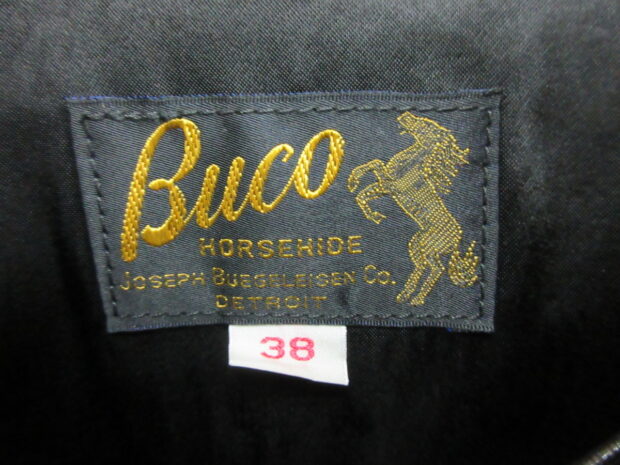 Buco
HORSEHIDE
JOSEPH BUEGELEISEN CO.
DETROIT
38